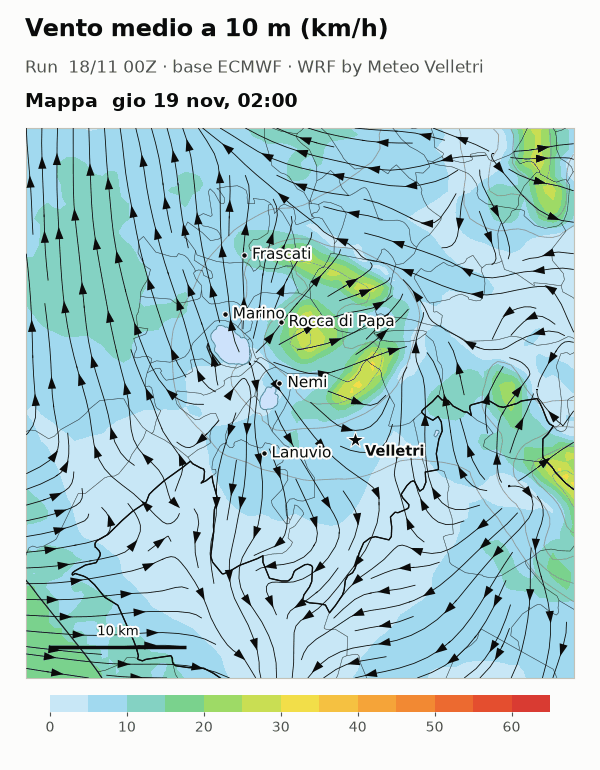 Vento medio a 10 m (km/h)
Run  18/11 00Z · base ECMWF · WRF by Meteo Velletri
Mappa  gio 19 nov, 02:00
Frascati
Marino
Rocca di Papa
Nemi
Velletri
Lanuvio
10 km
0 10 20 30 40 50 60